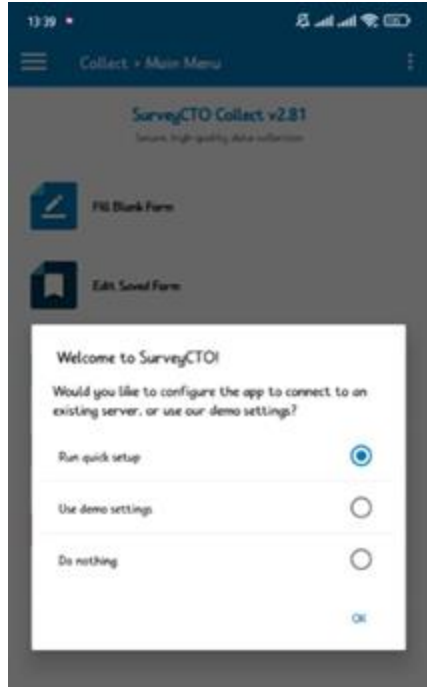 13:39
Collect > Main Menu
SurveyCTO Collect v2.81
Secure, high-quality data collection
Fill Blank Form
Edit Saved Form
Welcome to SurveyCTO!
Would you like to configure the app to connect to an
existing server, or use our demo settings?
Run quick setup
Use demo settings
Do nothing
OK